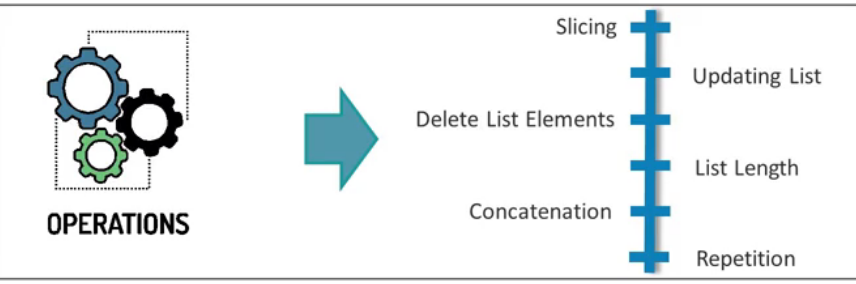 Slicing
Updating List
Delete List Elements
List Length
Concatenation
Repetition
OPERATIONS